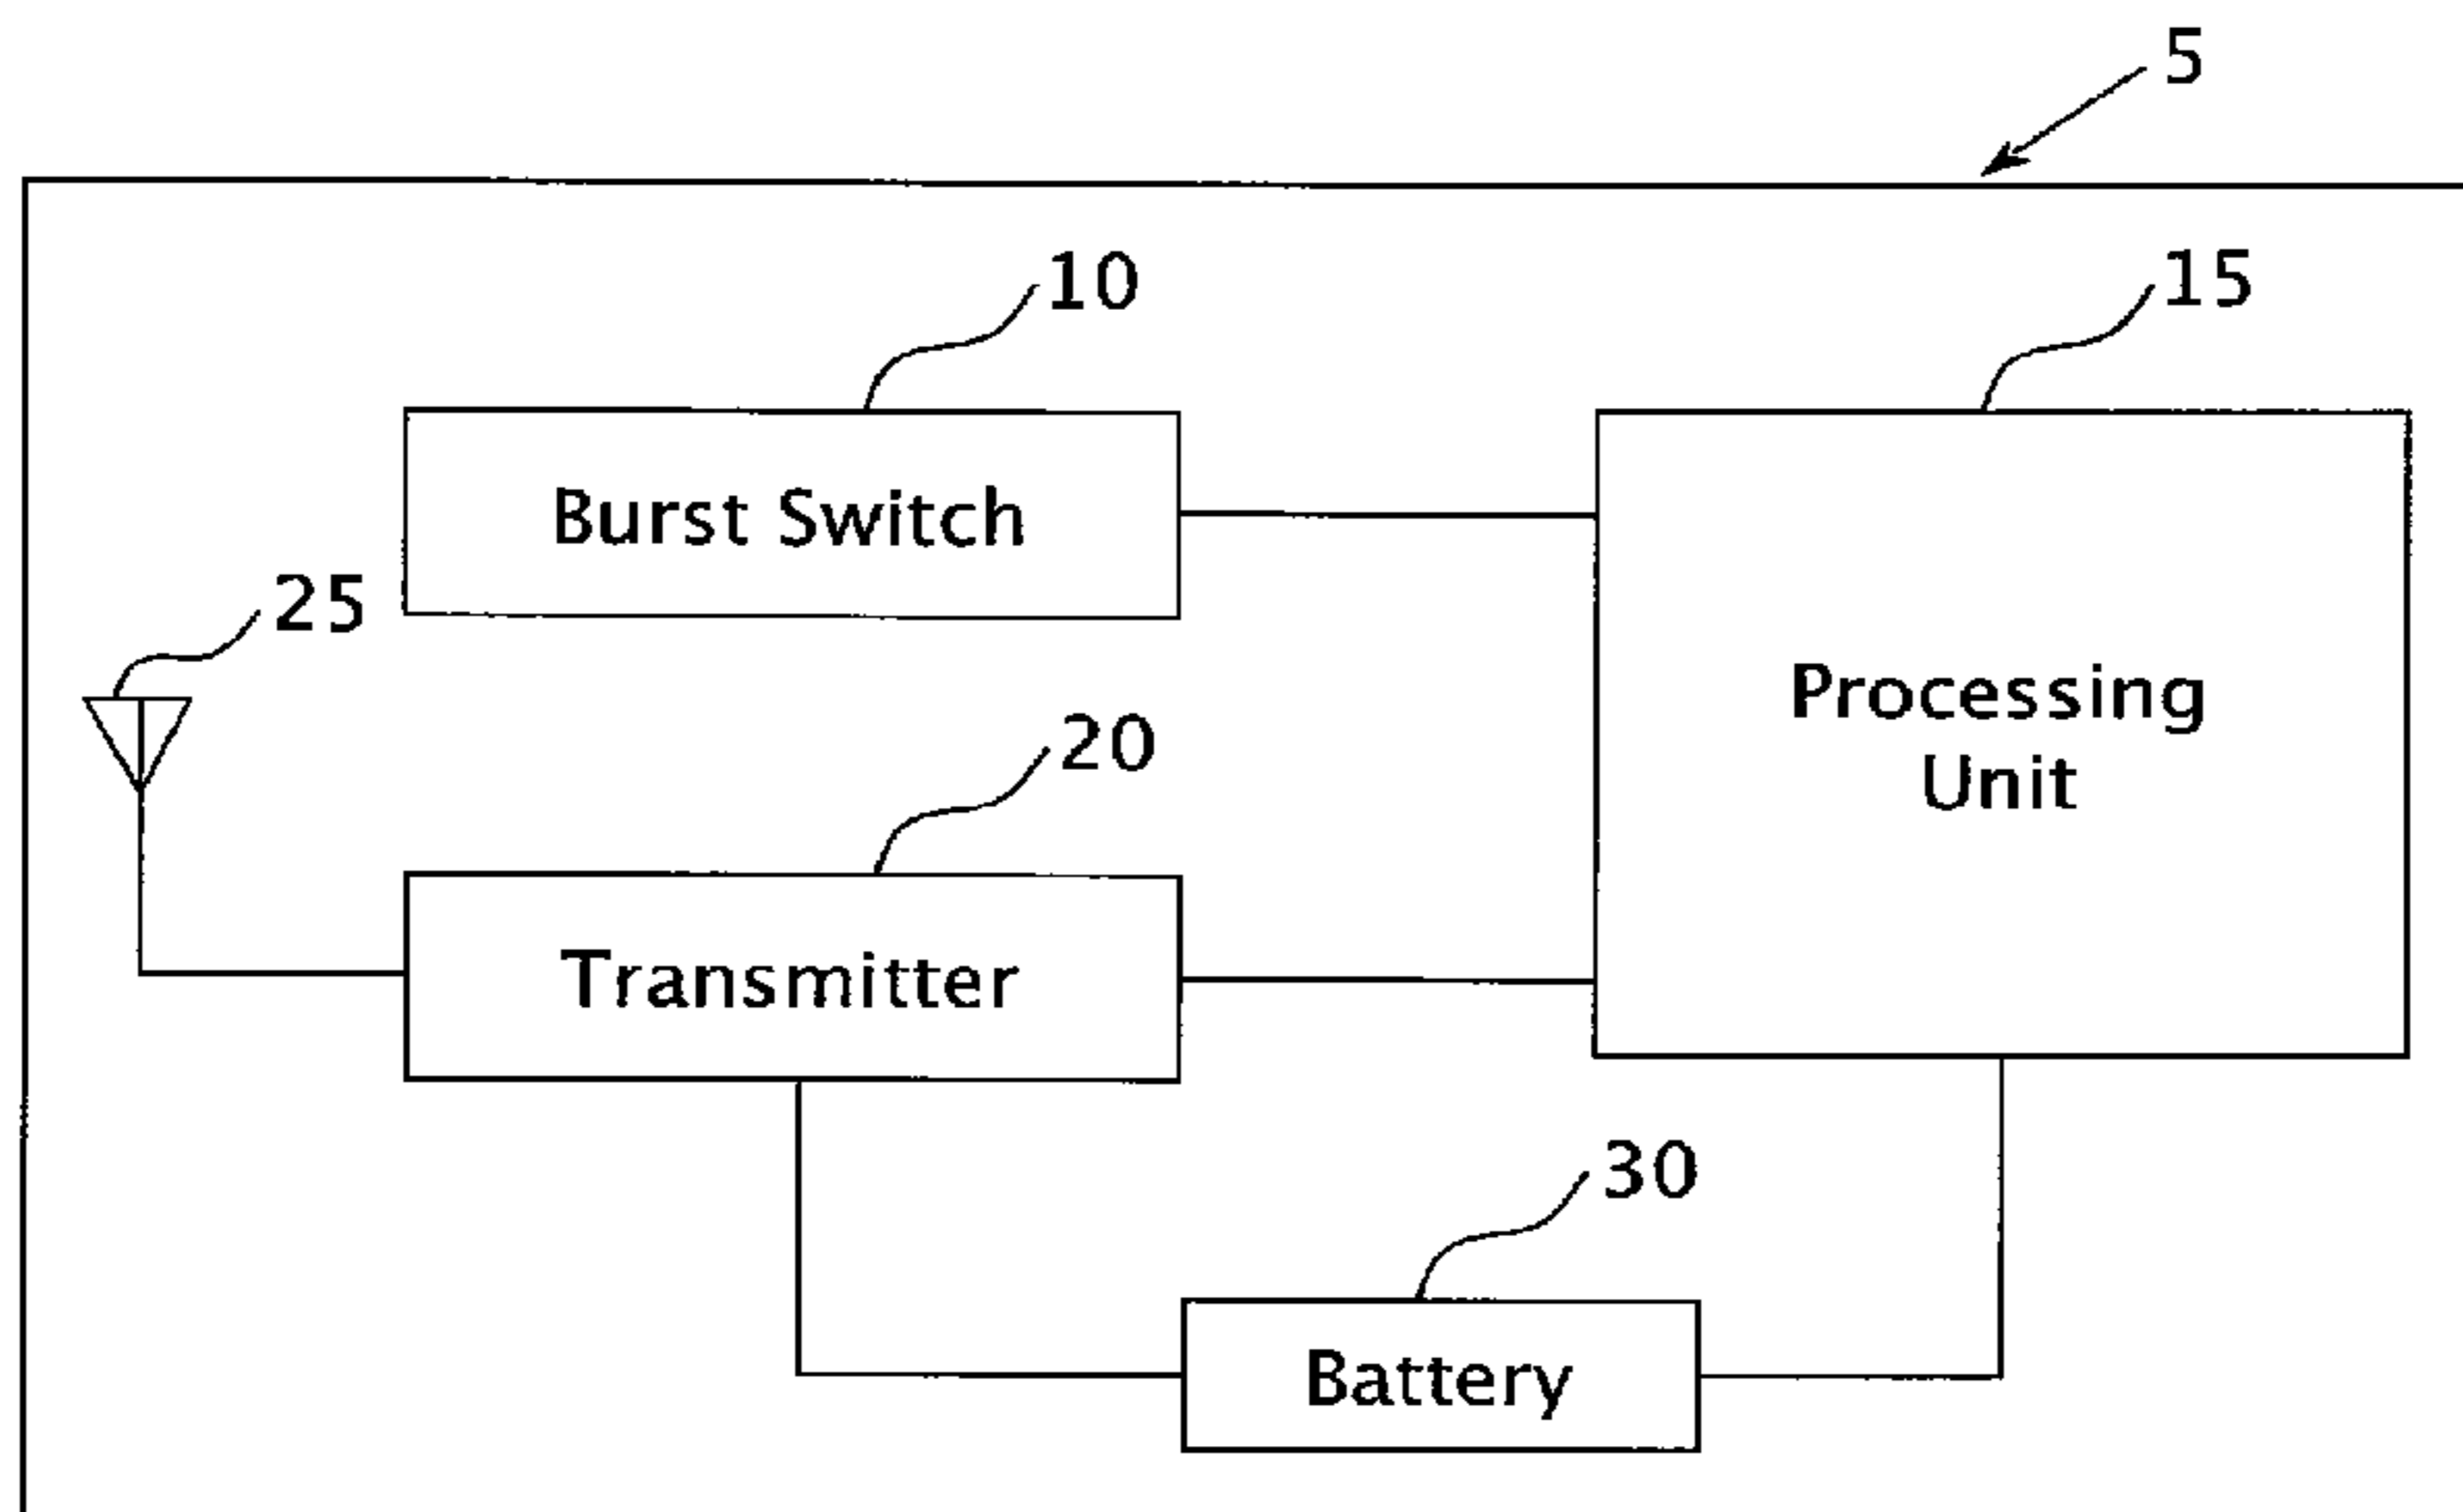 5
10
15
Burst Switch
25
Processing
Unit
20
Transmitter
30
Battery